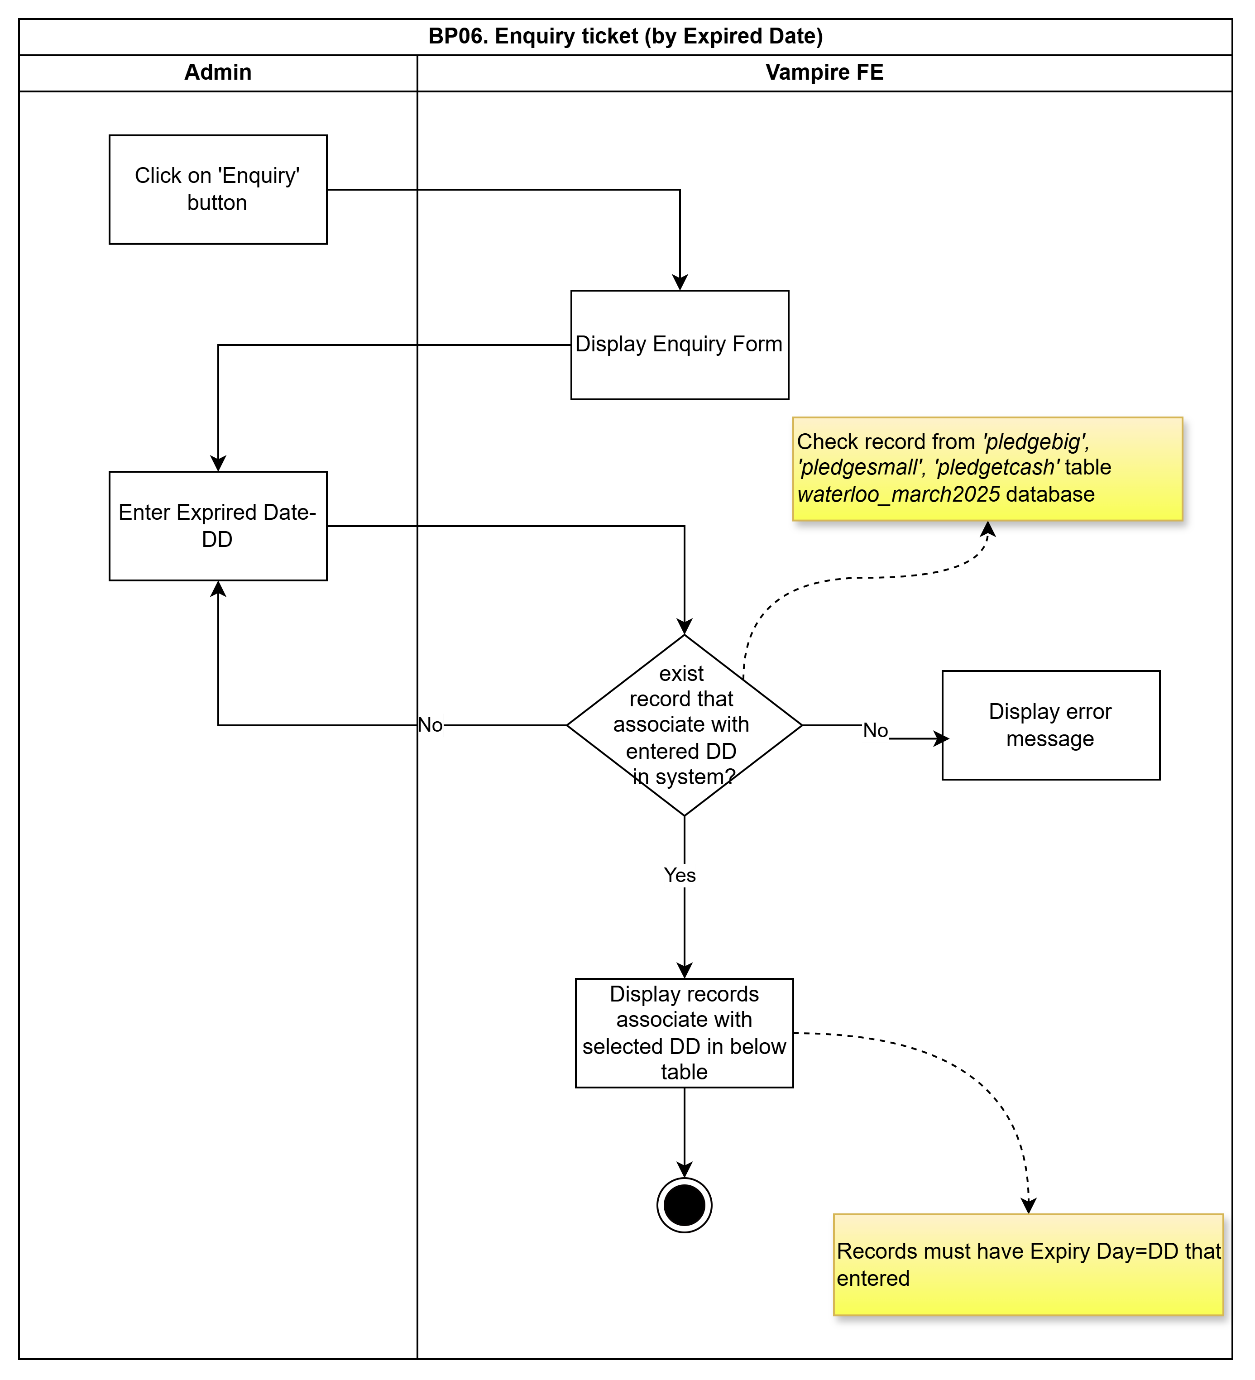 BP06. Enquiry ticket (by Expired Date)
Admin
Vampire FE
Click on 'Enquiry'
button
Display Enquiry Form
Check record from 'pledgebig',
'pledgesmall', 'pledgetcash' table
waterloo_march2025 database
Enter Exprired Date-
DD
exist
record that
associate with
entered DD
in system?
No
No
Display error
message
Yes
Display records
associate with
selected DD in below
table
Records must have Expiry Day=DD that
entered